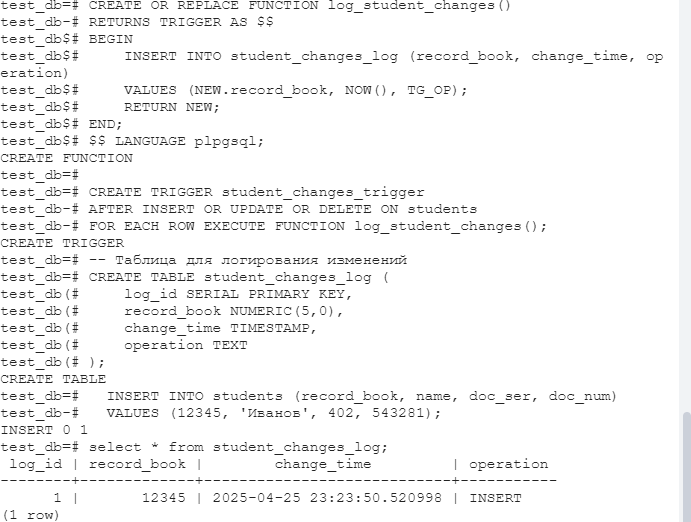 test_db=# CREATE OR REPLACE FUNCTION log_student_changes()
test_db-# RETURNS TRIGGER AS $$
test_db$# BEGIN
test_db$#     INSERT INTO student_changes_log (record_book, change_time, op
eration)
test_db$#     VALUES (NEW.record_book, NOW(), TG_OP);
test_db$#     RETURN NEW;
test_db$# END;
test_db$# $$ LANGUAGE plpgsql;
CREATE FUNCTION
test_db=#
test_db=# CREATE TRIGGER student_changes_trigger
test_db-# AFTER INSERT OR UPDATE OR DELETE ON students
test_db-# FOR EACH ROW EXECUTE FUNCTION log_student_changes();
CREATE TRIGGER
test_db=# -- Таблица для логирования изменений
test_db=# CREATE TABLE student_changes_log (
test_db(#     log_id SERIAL PRIMARY KEY,
test_db(#     record_book NUMERIC(5,0),
test_db(#     change_time TIMESTAMP,
test_db(#     operation TEXT
test_db(# );
CREATE TABLE
test_db=#   INSERT INTO students (record_book, name, doc_ser, doc_num)
test_db-#   VALUES (12345, 'Иванов', 402, 543281);
INSERT 0 1
test_db=# select * from student_changes_log;
 log_id | record_book |        change_time         | operation
--------+-------------+----------------------------+-----------
      1 |       12345 | 2025-04-25 23:23:50.520998 | INSERT
(1 row)